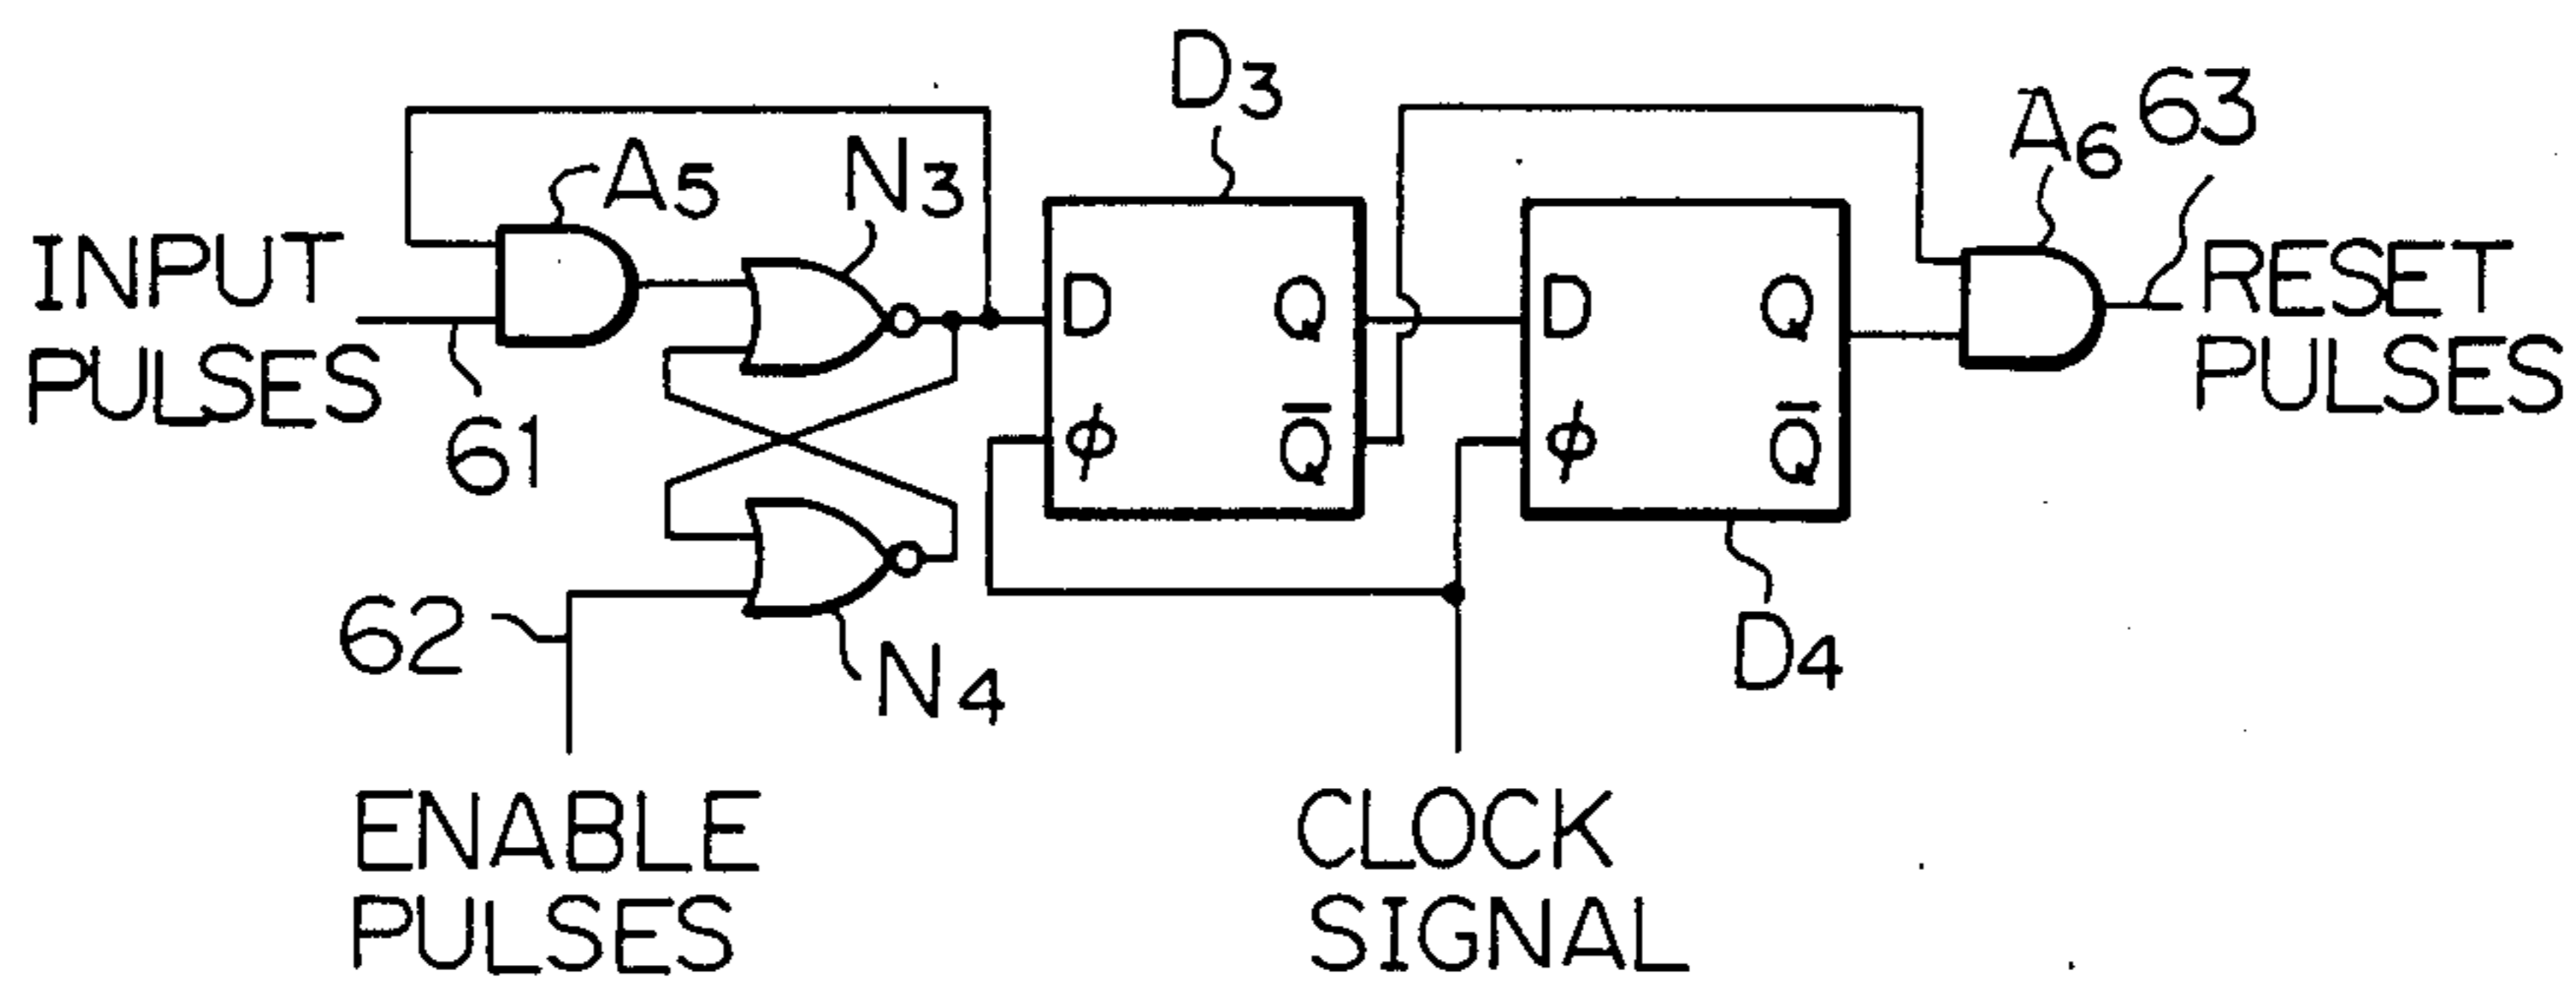 D3
A5
N3
A6
63
INPUT
PULSES
61
D
Q
ϕ
Q̅
D
Q
ϕ
Q̅
RESET
PULSES
62
N4
D4
ENABLE
PULSES
CLOCK
SIGNAL